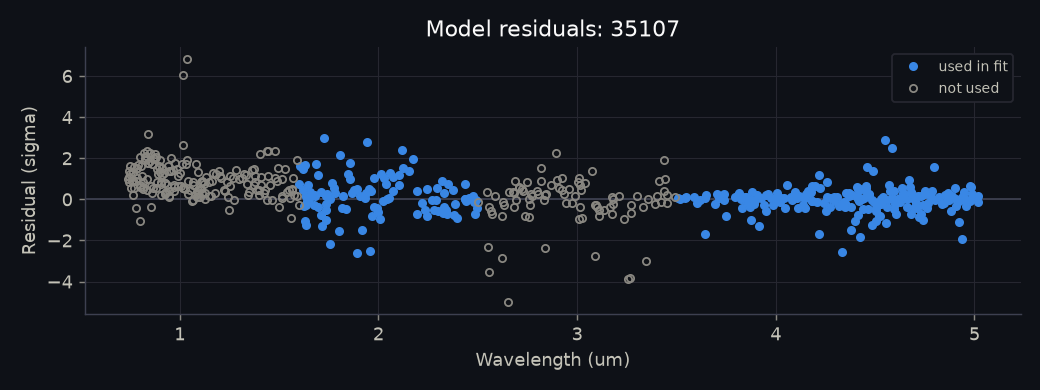 Model residuals: 35107
used in fit
not used
Residual (sigma)
6
4
2
0
−2
−4
1
2
3
4
5
Wavelength (um)